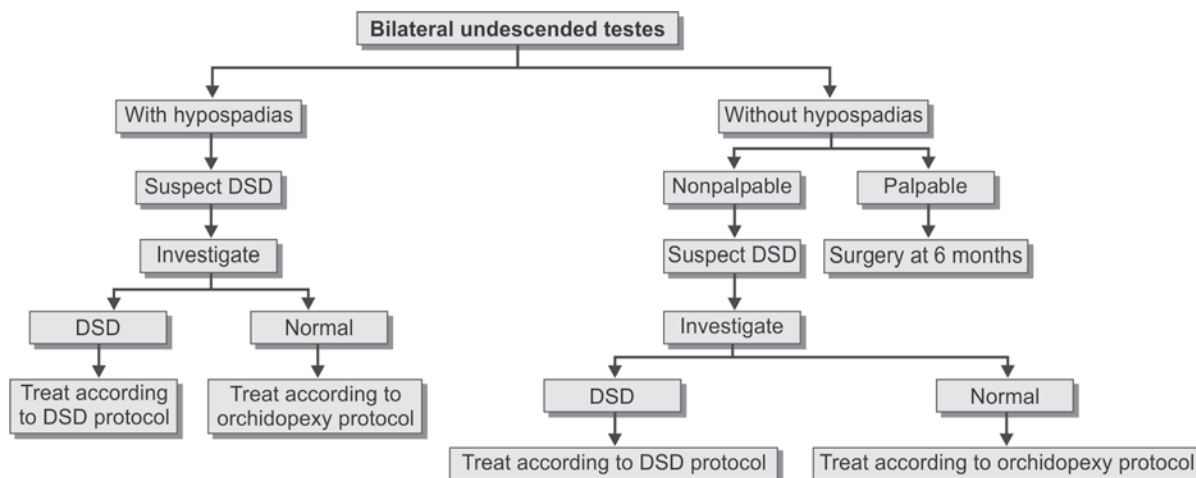 Bilateral undescended testes
With hypospadias
Without hypospadias
Suspect DSD
Nonpalpable
Palpable
Investigate
Suspect DSD
Surgery at 6 months
DSD
Normal
Investigate
Treat according
to DSD protocol
Treat according to
orchidopexy protocol
DSD
Normal
Treat according to DSD protocol
Treat according to orchidopexy protocol